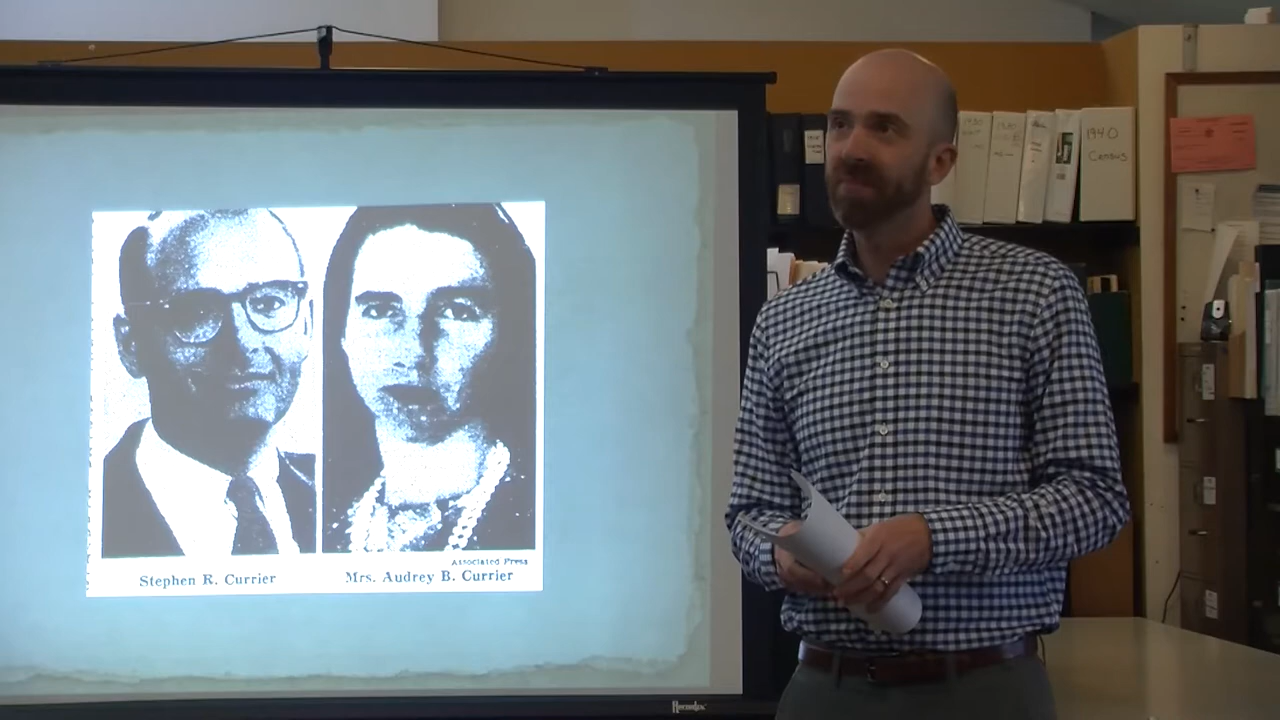 Associated Press
Stephen R. Currier
Mrs. Audrey B. Currier
1940
Census